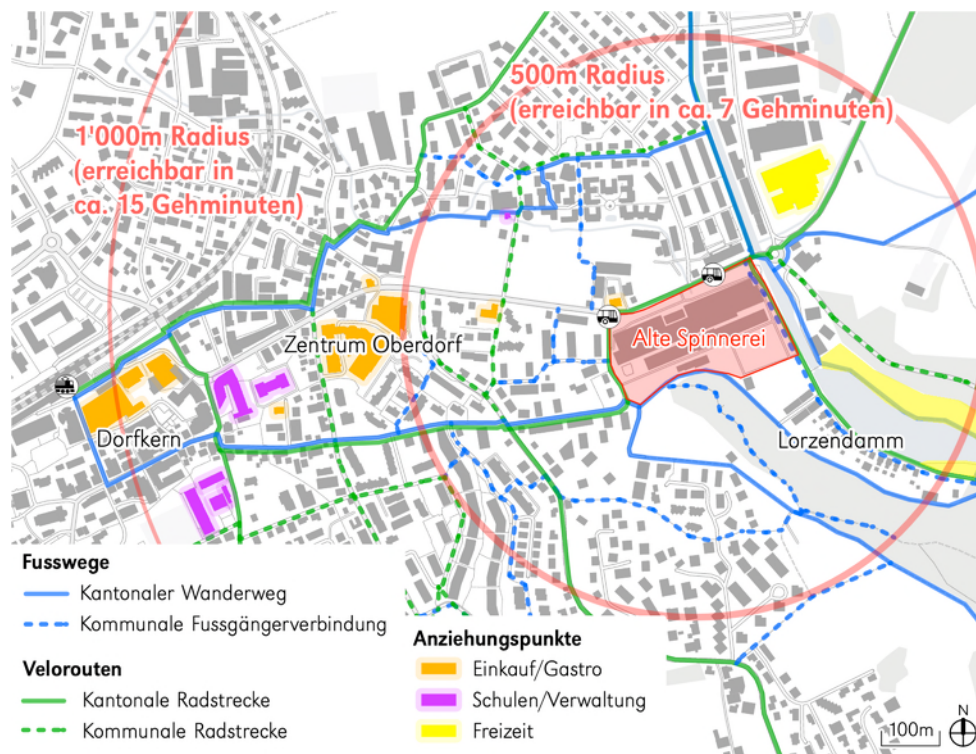 500m Radius
(erreichbar in ca. 7 Gehminuten)
1'000m Radius
(erreichbar in
ca. 15 Gehminuten)
Alte Spinnerei
Zentrum Oberdorf
Dorfkern
Lorzendamm
Fusswege
Kantonaler Wanderweg
Kommunale Fussgängerverbindung
Velorouten
Kantonale Radstrecke
Kommunale Radstrecke
Anziehungspunkte
Einkauf/Gastro
Schulen/Verwaltung
Freizeit
100m
N